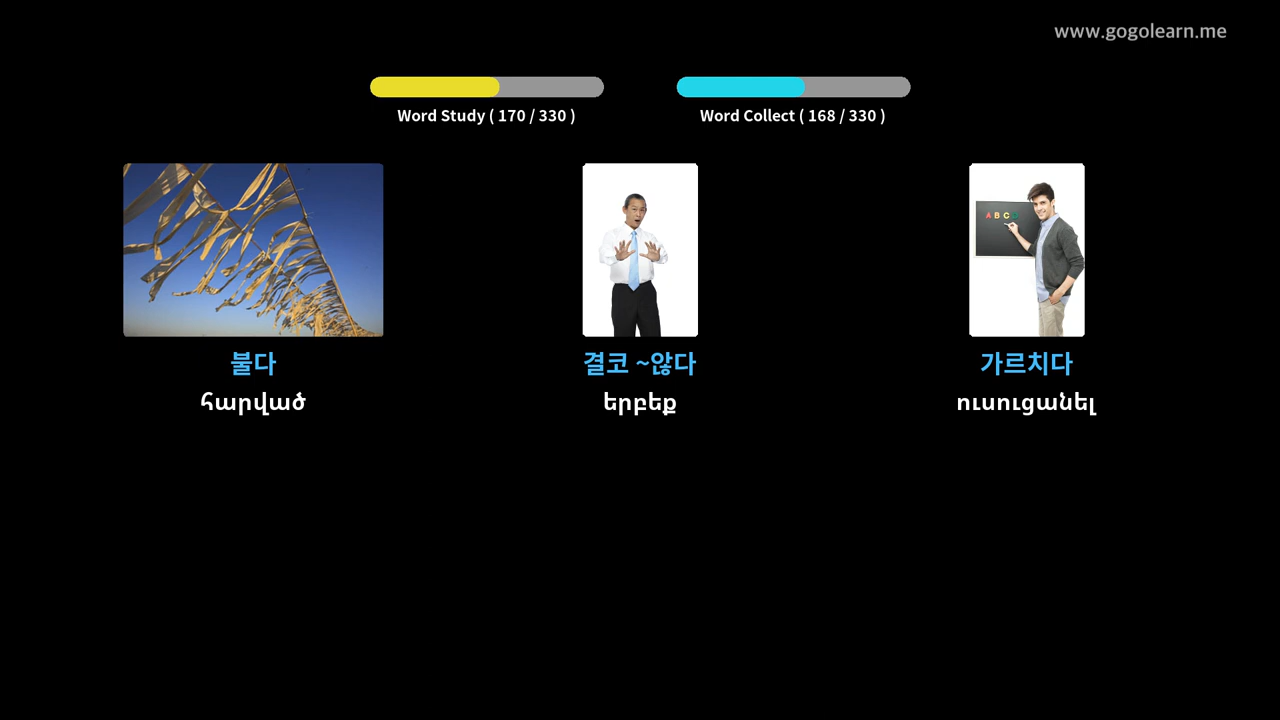 www.gogolearn.me
Word Study ( 170 / 330 )
Word Collect ( 168 / 330 )
A B C D
불다
결코 ~않다
가르치다
հարված
երբեք
ուսուցանել